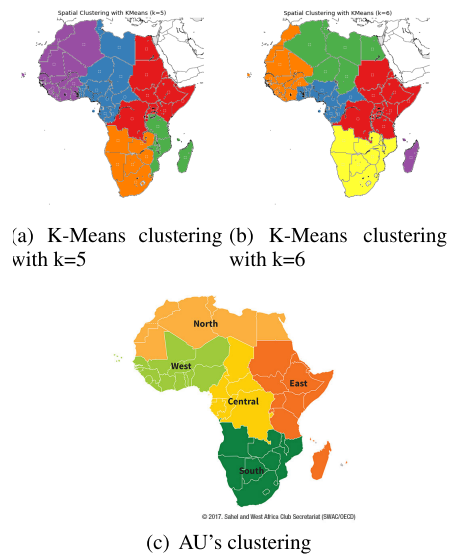 Spatial Clustering with KMeans (k=5)
Spatial Clustering with KMeans (k=6)
(a) K-Means clustering
with k=5
(b) K-Means clustering
with k=6
North
West
East
Central
South
© 2017. Sahel and West Africa Club Secretariat (SWAC/OECD)
(c) AU's clustering